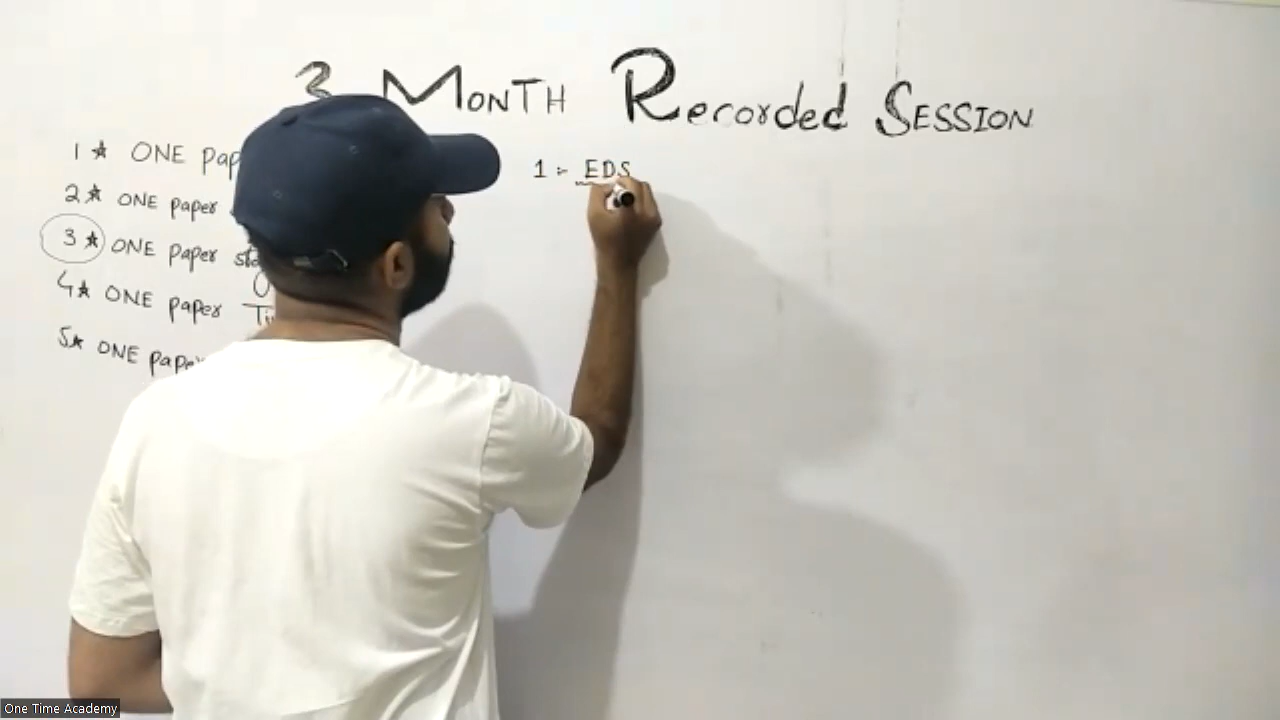 3 MONTH Recorded SESSION
1 ★ ONE pap
2 ★ ONE paper
3 ★ ONE paper
4 ★ ONE paper
5 ★ ONE paper
1 :- EDS
One Time Academy